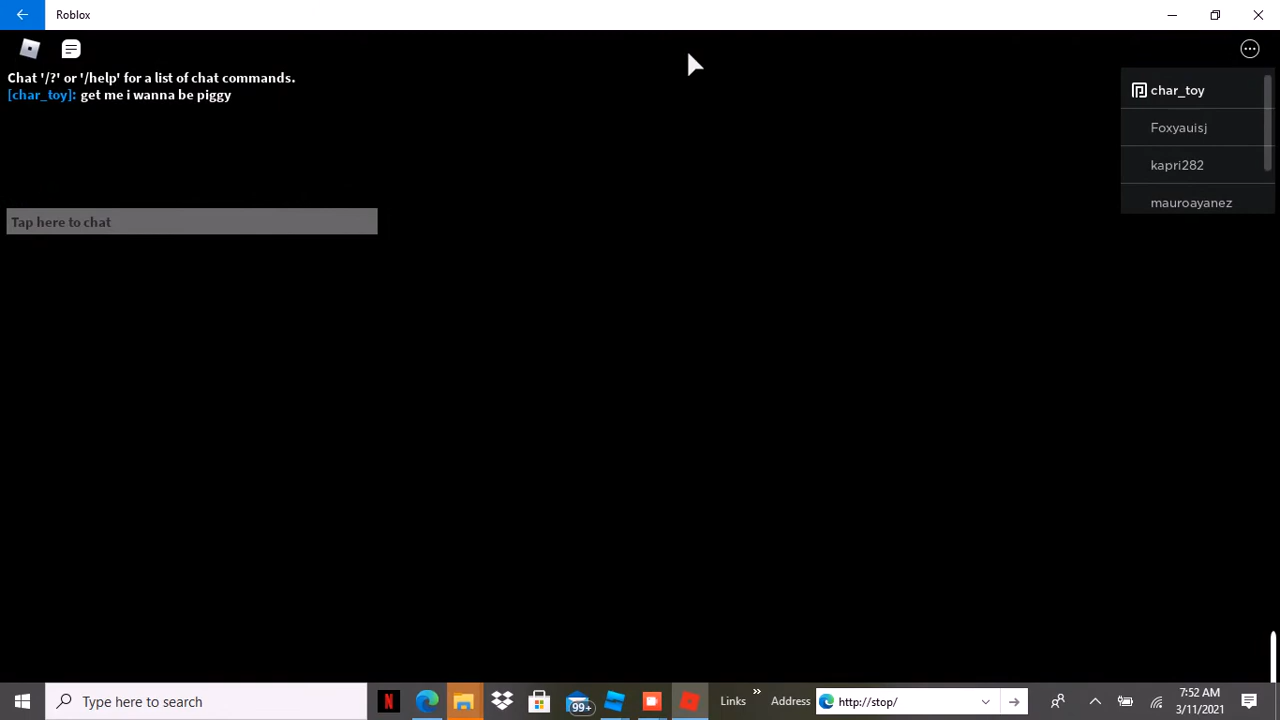 Roblox
Chat '/?' or '/help' for a list of chat commands.
[char_toy]: get me i wanna be piggy
Tap here to chat
char_toy
Foxyauisj
kapri282
mauroayanez
Type here to search
N
99+
Links
»
Address
http://stop/
7:52 AM
3/11/2021